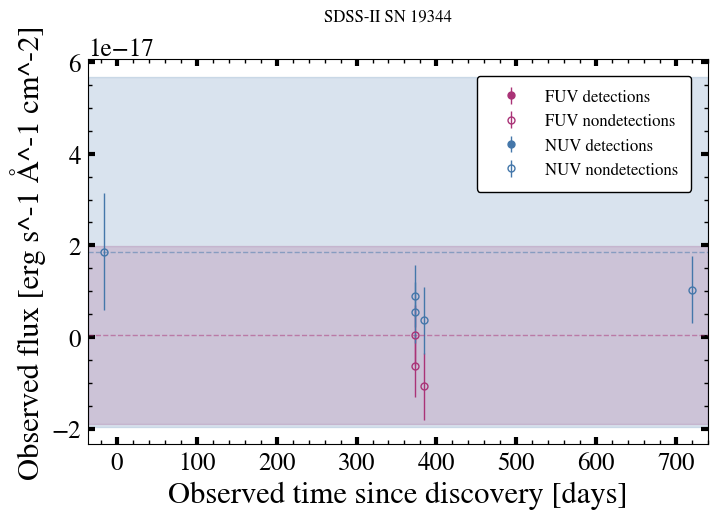 SDSS-II SN 19344
1e−17
6
4
2
0
−2
FUV detections
FUV nondetections
NUV detections
NUV nondetections
Observed flux [erg s^-1 Å^-1 cm^-2]
0 100 200 300 400 500 600 700
Observed time since discovery [days]